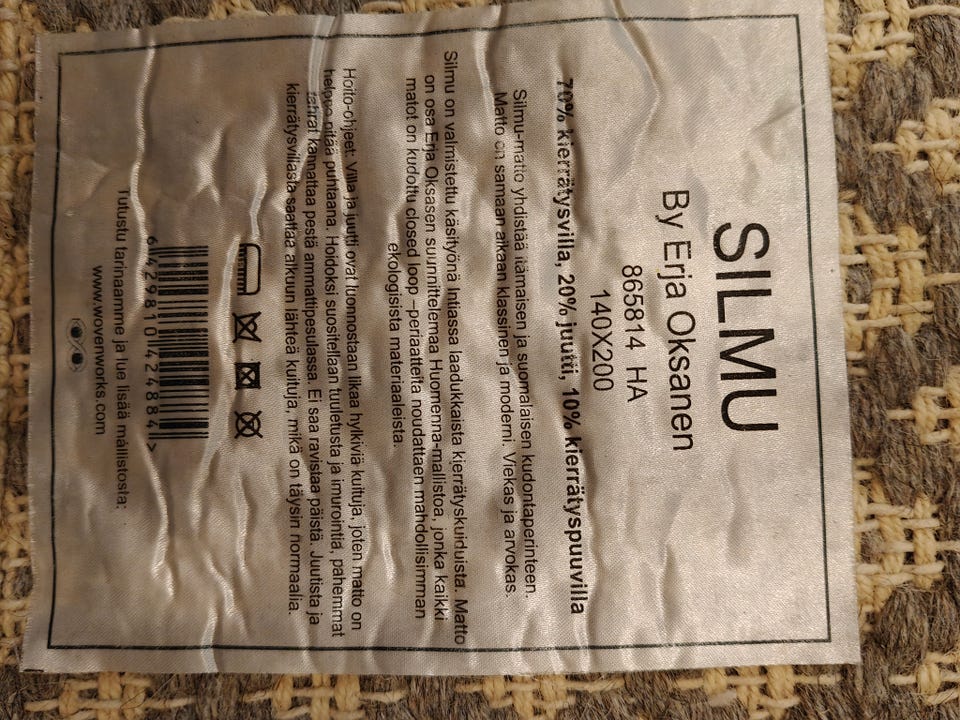 SILMU
By Erja Oksanen
865814 HA
140X200
70% kierrätysvilla, 20% juutti, 10% kierrätyspuuvilla
Silmu-matto yhdistää itämaisen ja suomalaisen kudontaperinteen.
Matto on samaan aikaan klassinen ja moderni. Viekas ja arvokas.
Silmu on valmistettu käsityönä Intiassa laadukkaista kierrätyskuiduista. Matto
on osa Erja Oksasen suunnittelemaa Huomenna-mallistoa, jonka kaikki
matot on kudottu closed loop –periaatetta noudattaen mahdollisimman
ekologisista materiaaleista.
Hoito-ohjeet: Villa ja juutti ovat luonnostaan likaa hylkiviä kuituja, joten matto on
helppo pitää puhtaana. Hoidoksi suositellaan tuuletusta ja imurointia, pahemmat
tahrat kannattaa pestä ammattipesulassa. Ei saa ravistaa päistä. Juutista ja
kierrätysvillasta saattaa alkuun lähteä kuituja, mikä on täysin normaalia.
6 429810 424884 >
Tutustu tarinaamme ja lue lisää mallistosta:
www.wovenworks.com